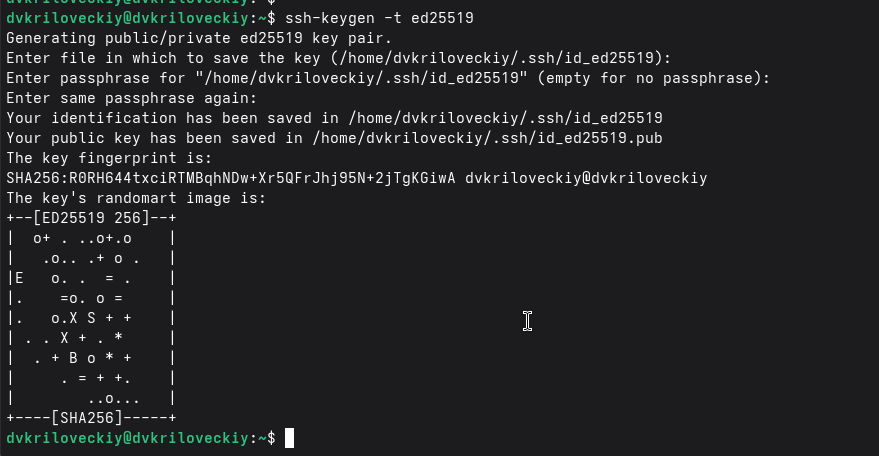 dvkriloveckiy@dvkriloveckiy:~$ ssh-keygen -t ed25519
Generating public/private ed25519 key pair.
Enter file in which to save the key (/home/dvkriloveckiy/.ssh/id_ed25519):
Enter passphrase for "/home/dvkriloveckiy/.ssh/id_ed25519" (empty for no passphrase):
Enter same passphrase again:
Your identification has been saved in /home/dvkriloveckiy/.ssh/id_ed25519
Your public key has been saved in /home/dvkriloveckiy/.ssh/id_ed25519.pub
The key fingerprint is:
SHA256:R0RH644txciRTMBqhNDw+Xr5QFrJhj95N+2jTgKGiwA dvkriloveckiy@dvkriloveckiy
The key's randomart image is:
+--[ED25519 256]--+
|  o+ . ..o+.o    |
|   .o.. .+ o .   |
|E   o. .  = .    |
|.    =o. o =     |
|.   o.X S + +    |
| . . X + . *     |
|  . + B o * +    |
|     . = + +.    |
|        ..o...   |
+----[SHA256]-----+
dvkriloveckiy@dvkriloveckiy:~$